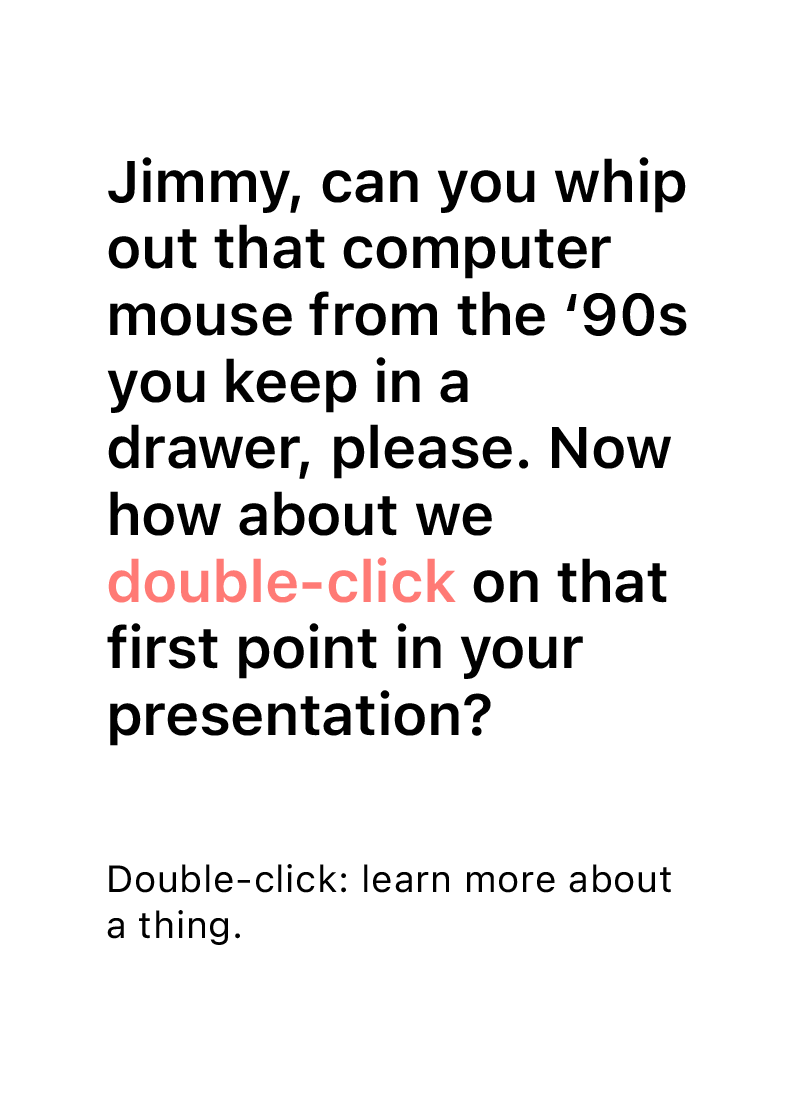 Jimmy, can you whip
out that computer
mouse from the ‘90s
you keep in a
drawer, please. Now
how about we
double-click on that
first point in your
presentation?
Double-click: learn more about
a thing.